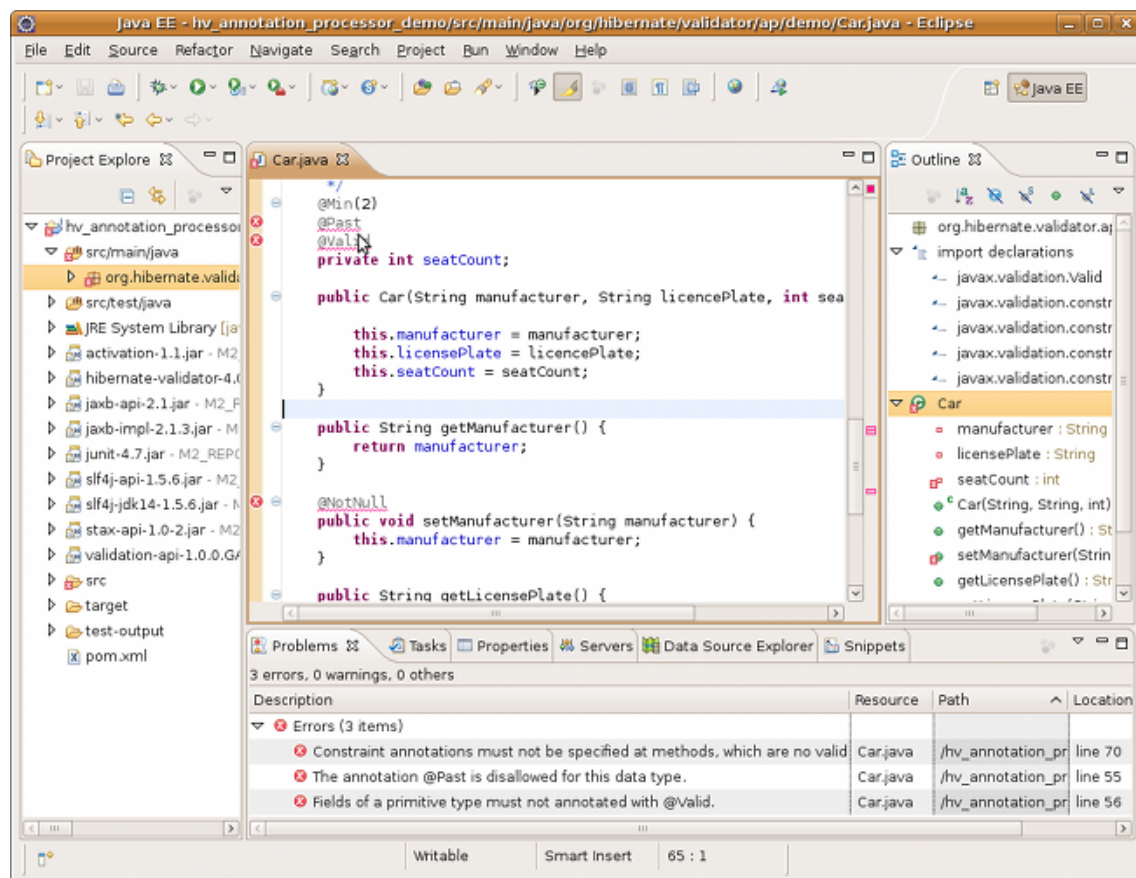 Java EE - hv_annotation_processor_demo/src/main/java/org/hibernate/validator/ap/demo/Car.java - Eclipse
File Edit Source Refactor Navigate Search Project Run Window Help
Java EE
Project Explore
hv_annotation_processo
src/main/java
org.hibernate.valid
src/test/java
JRE System Library [ja
activation-1.1.jar - M2_
hibernate-validator-4.0
jaxb-api-2.1.jar - M2_R
jaxb-impl-2.1.3.jar - M
junit-4.7.jar - M2_REPO
slf4j-api-1.5.6.jar - M2_
slf4j-jdk14-1.5.6.jar - M
stax-api-1.0-2.jar - M2
validation-api-1.0.0.GA
src
target
test-output
pom.xml
Car.java
*/
@Min(2)
@Past
@Vali
private int seatCount;
public Car(String manufacturer, String licencePlate, int sea
this.manufacturer = manufacturer;
this.licensePlate = licencePlate;
this.seatCount = seatCount;
}
public String getManufacturer() {
return manufacturer;
}
@NotNull
public void setManufacturer(String manufacturer) {
this.manufacturer = manufacturer;
}
public String getLicensePlate() {
Outline
org.hibernate.validator.ap
import declarations
javax.validation.Valid
javax.validation.constr
javax.validation.constr
javax.validation.constr
javax.validation.constr
Car
manufacturer : String
licensePlate : String
seatCount : int
Car(String, String, int)
getManufacturer() : St
setManufacturer(Strin
getLicensePlate() : Str
Problems Tasks Properties Servers Data Source Explorer Snippets
3 errors, 0 warnings, 0 others
Description Resource Path Location
Errors (3 items)
Constraint annotations must not be specified at methods, which are no valid Car.java /hv_annotation_pr line 70
The annotation @Past is disallowed for this data type. Car.java /hv_annotation_pr line 55
Fields of a primitive type must not annotated with @Valid. Car.java /hv_annotation_pr line 56
Writable Smart Insert 65 : 1